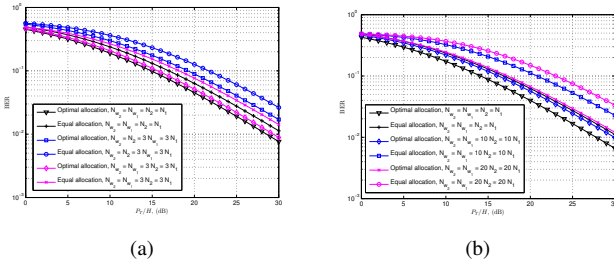 10⁰
10⁻¹
10⁻²
10⁻³
BER
0 5 10 15 20 25 30
P_T/H, (dB)
Optimal allocation, N_w2 = N_w1 = N_2 = N_1
Equal allocation, N_w2 = N_w1 = N_2 = N_1
Optimal allocation, N_w2 = N_2 = 3 N_w1 = 3 N_1
Equal allocation, N_w2 = N_2 = 3 N_w1 = 3 N_1
Optimal allocation, N_w2 = N_w1 = 3 N_2 = 3 N_1
Equal allocation, N_w2 = N_w1 = 3 N_2 = 3 N_1
(a)
10⁰
10⁻¹
10⁻²
10⁻³
BER
0 5 10 15 20 25 30
P_T/H, (dB)
Optimal allocation, N_w2 = N_w1 = N_2 = N_1
Equal allocation, N_w2 = N_w1 = N_2 = N_1
Optimal allocation, N_w2 = N_w1 = 10 N_2 = 10 N_1
Equal allocation, N_w2 = N_w1 = 10 N_2 = 10 N_1
Optimal allocation, N_w2 = N_w1 = 20 N_2 = 20 N_1
Equal allocation, N_w2 = N_w1 = 20 N_2 = 20 N_1
(b)